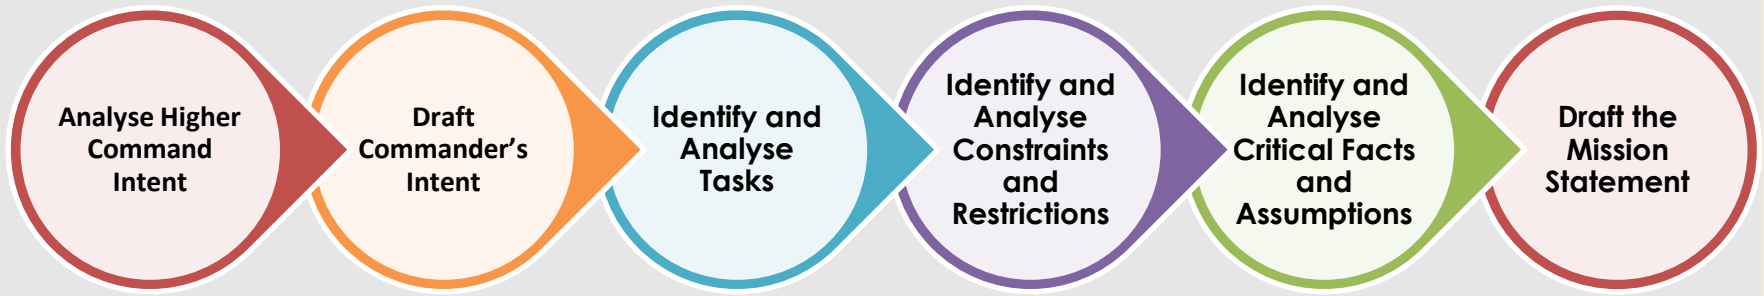 Analyse Higher
Command
Intent
Draft
Commander’s
Intent
Identify and
Analyse
Tasks
Identify and
Analyse
Constraints
and
Restrictions
Identify and
Analyse
Critical Facts
and
Assumptions
Draft the
Mission
Statement